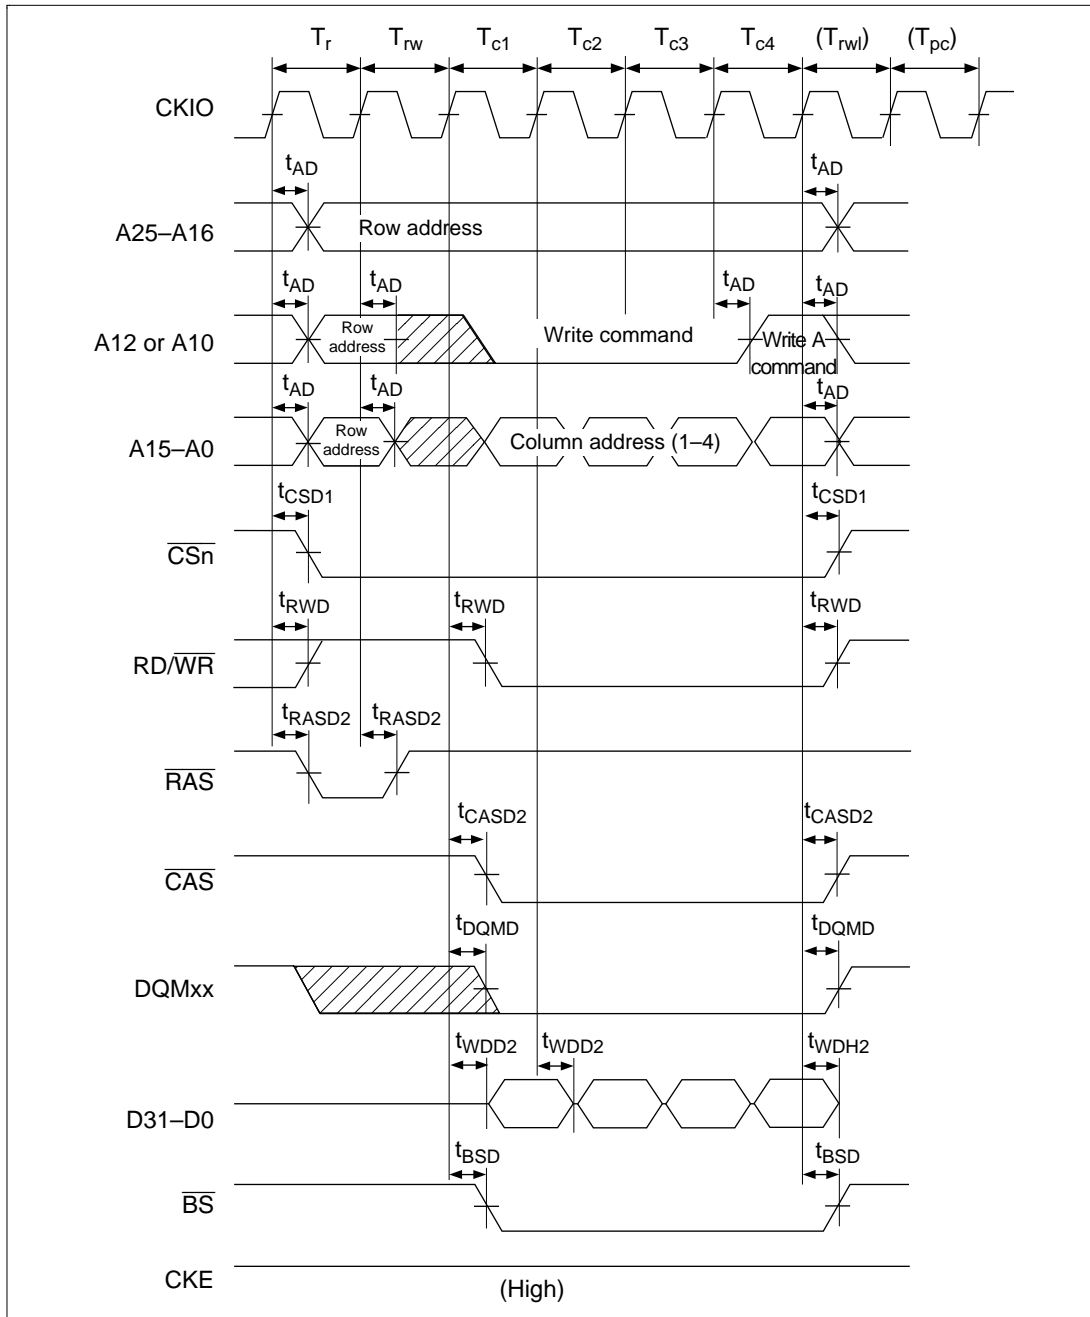 Tr Trw Tc1 Tc2 Tc3 Tc4 (Trwl) (Tpc)
CKIO
tAD tAD
A25–A16 Row address
tAD tAD tAD tAD
A12 or A10 Row address Write command Write A command
tAD tAD tAD
A15–A0 Row address Column address (1–4)
tCSD1 tCSD1
CSn
tRWD tRWD tRWD
RD/WR
tRASD2 tRASD2
RAS
tCASD2 tCASD2
CAS
tDQMD tDQMD
DQMxx
tWDD2 tWDD2 tWDH2
D31–D0
tBSD tBSD
BS
CKE (High)